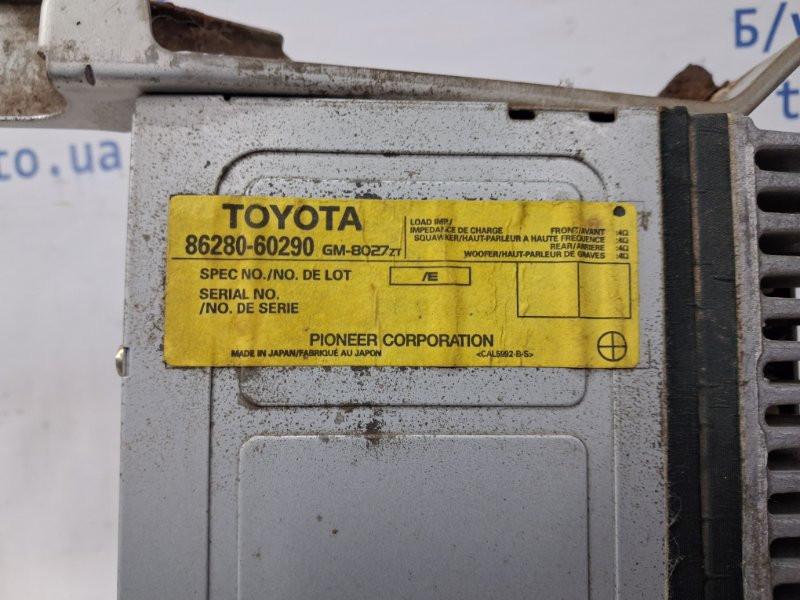 Б/у
to.ua
TOYOTA
86280-60290 GM-8027ZT
LOAD IMP./
IMPEDANCE DE CHARGE FRONT/AVANT :4Ω
SQUAWKER/HAUT-PARLEUR A HAUTE FREQUENCE :4Ω
REAR/ARRIERE :4Ω
WOOFER/HAUT-PARLEUR DE GRAVES :4Ω
SPEC NO./NO. DE LOT /E
SERIAL NO.
/NO. DE SERIE
PIONEER CORPORATION
MADE IN JAPAN/FABRIQUÉ AU JAPON <CAL5992-B/S>